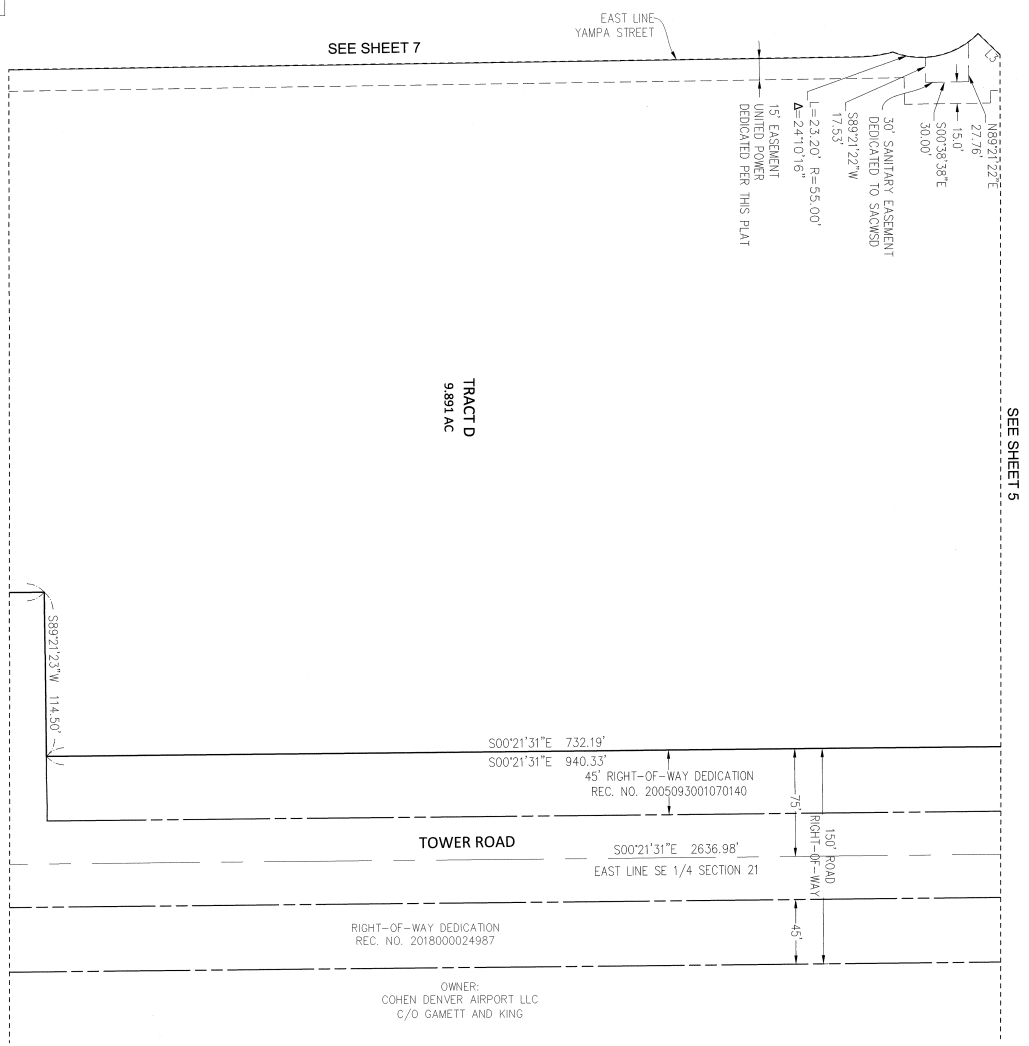 EAST LINE
YAMPA STREET
SEE SHEET 7
L3
N89°21'22"E
27.76'
15.0'
S00°38'38"E
30.00'
30' SANITARY EASEMENT
DEDICATED TO SACWSD
S89°21'22"W
17.53'
L=23.20' R=55.00'
Δ=24°10'16"
15' EASEMENT
UNITED POWER
DEDICATED PER THIS PLAT
SEE SHEET 5
TRACT D
9.891 AC
S89°21'23"W 114.50'
S00°21'31"E 732.19'
S00°21'31"E 940.33'
45' RIGHT-OF-WAY DEDICATION
REC. NO. 2005093001070140
75'
150' ROAD
RIGHT-OF-WAY
TOWER ROAD
S00°21'31"E 2636.98'
EAST LINE SE 1/4 SECTION 21
45'
RIGHT-OF-WAY DEDICATION
REC. NO. 2018000024987
OWNER:
COHEN DENVER AIRPORT LLC
C/O GAMETT AND KING